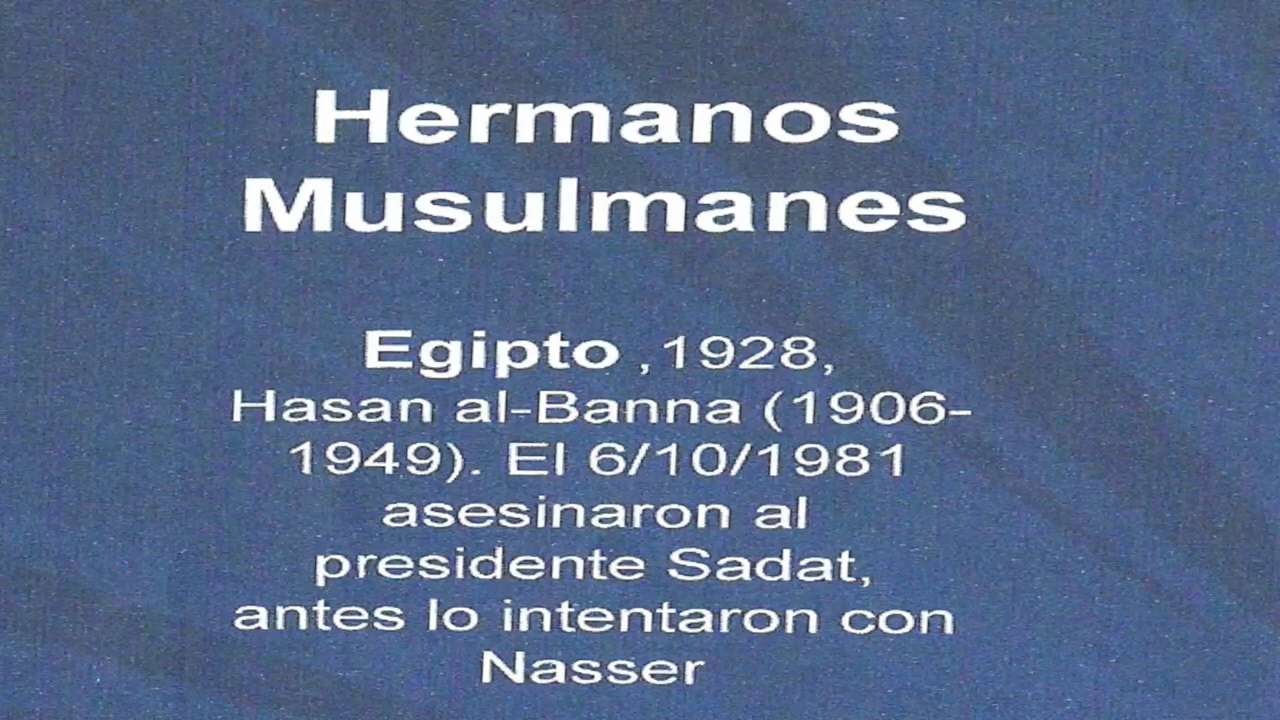 Hermanos
Musulmanes
Egipto ,1928,
Hasan al-Banna (1906-
1949). El 6/10/1981
asesinaron al
presidente Sadat,
antes lo intentaron con
Nasser